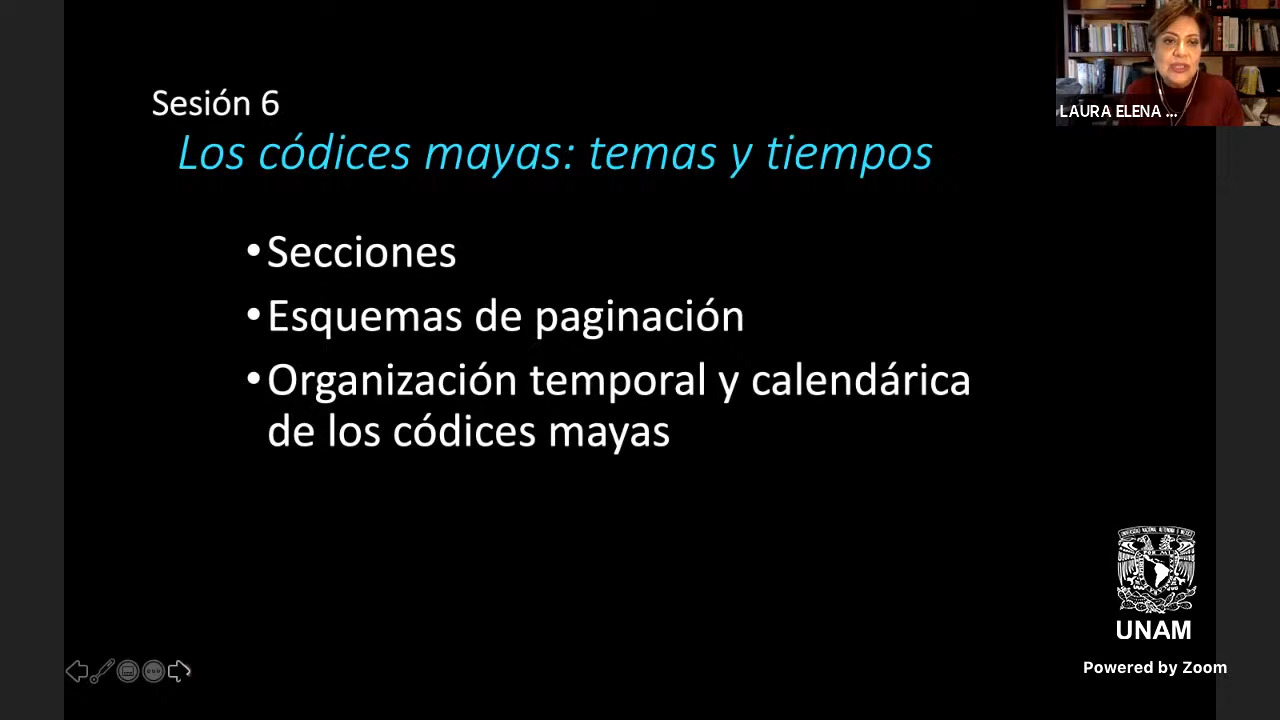 LAURA ELENA ...
Sesión 6
Los códices mayas: temas y tiempos
•Secciones
•Esquemas de paginación
•Organización temporal y calendárica
de los códices mayas
UNAM
Powered by Zoom